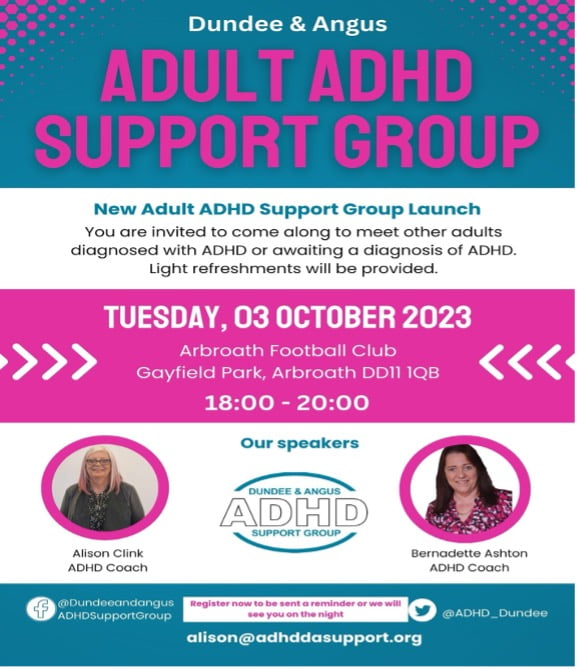 Dundee & Angus
ADULT ADHD
SUPPORT GROUP
New Adult ADHD Support Group Launch
You are invited to come along to meet other adults
diagnosed with ADHD or awaiting a diagnosis of ADHD.
Light refreshments will be provided.
TUESDAY, 03 OCTOBER 2023
Arbroath Football Club
Gayfield Park, Arbroath DD11 1QB
18:00 - 20:00
Our speakers
DUNDEE & ANGUS
ADHD
SUPPORT GROUP
Alison Clink
ADHD Coach
Bernadette Ashton
ADHD Coach
@Dundeeandangus
ADHDSupportGroup
Register now to be sent a reminder or we will
see you on the night
@ADHD_Dundee
alison@adhddasupport.org